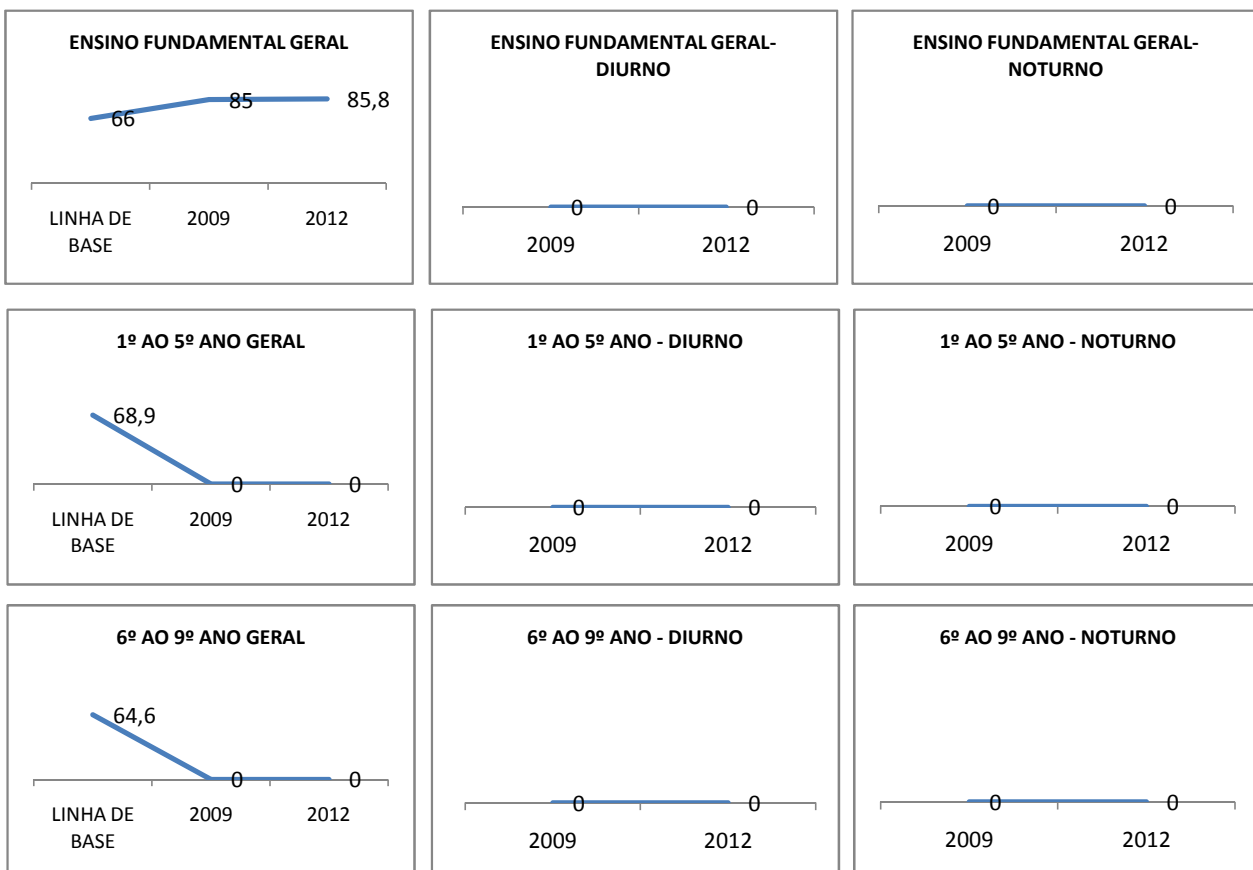 ENSINO FUNDAMENTAL GERAL
66
85
85,8
LINHA DE
BASE
2009
2012
ENSINO FUNDAMENTAL GERAL-
DIURNO
0
0
2009
2012
ENSINO FUNDAMENTAL GERAL-
NOTURNO
0
0
2009
2012
1º AO 5º ANO GERAL
68,9
0
0
LINHA DE
BASE
2009
2012
1º AO 5º ANO - DIURNO
0
0
2009
2012
1º AO 5º ANO - NOTURNO
0
0
2009
2012
6º AO 9º ANO GERAL
64,6
0
0
LINHA DE
BASE
2009
2012
6º AO 9º ANO - DIURNO
0
0
2009
2012
6º AO 9º ANO - NOTURNO
0
0
2009
2012